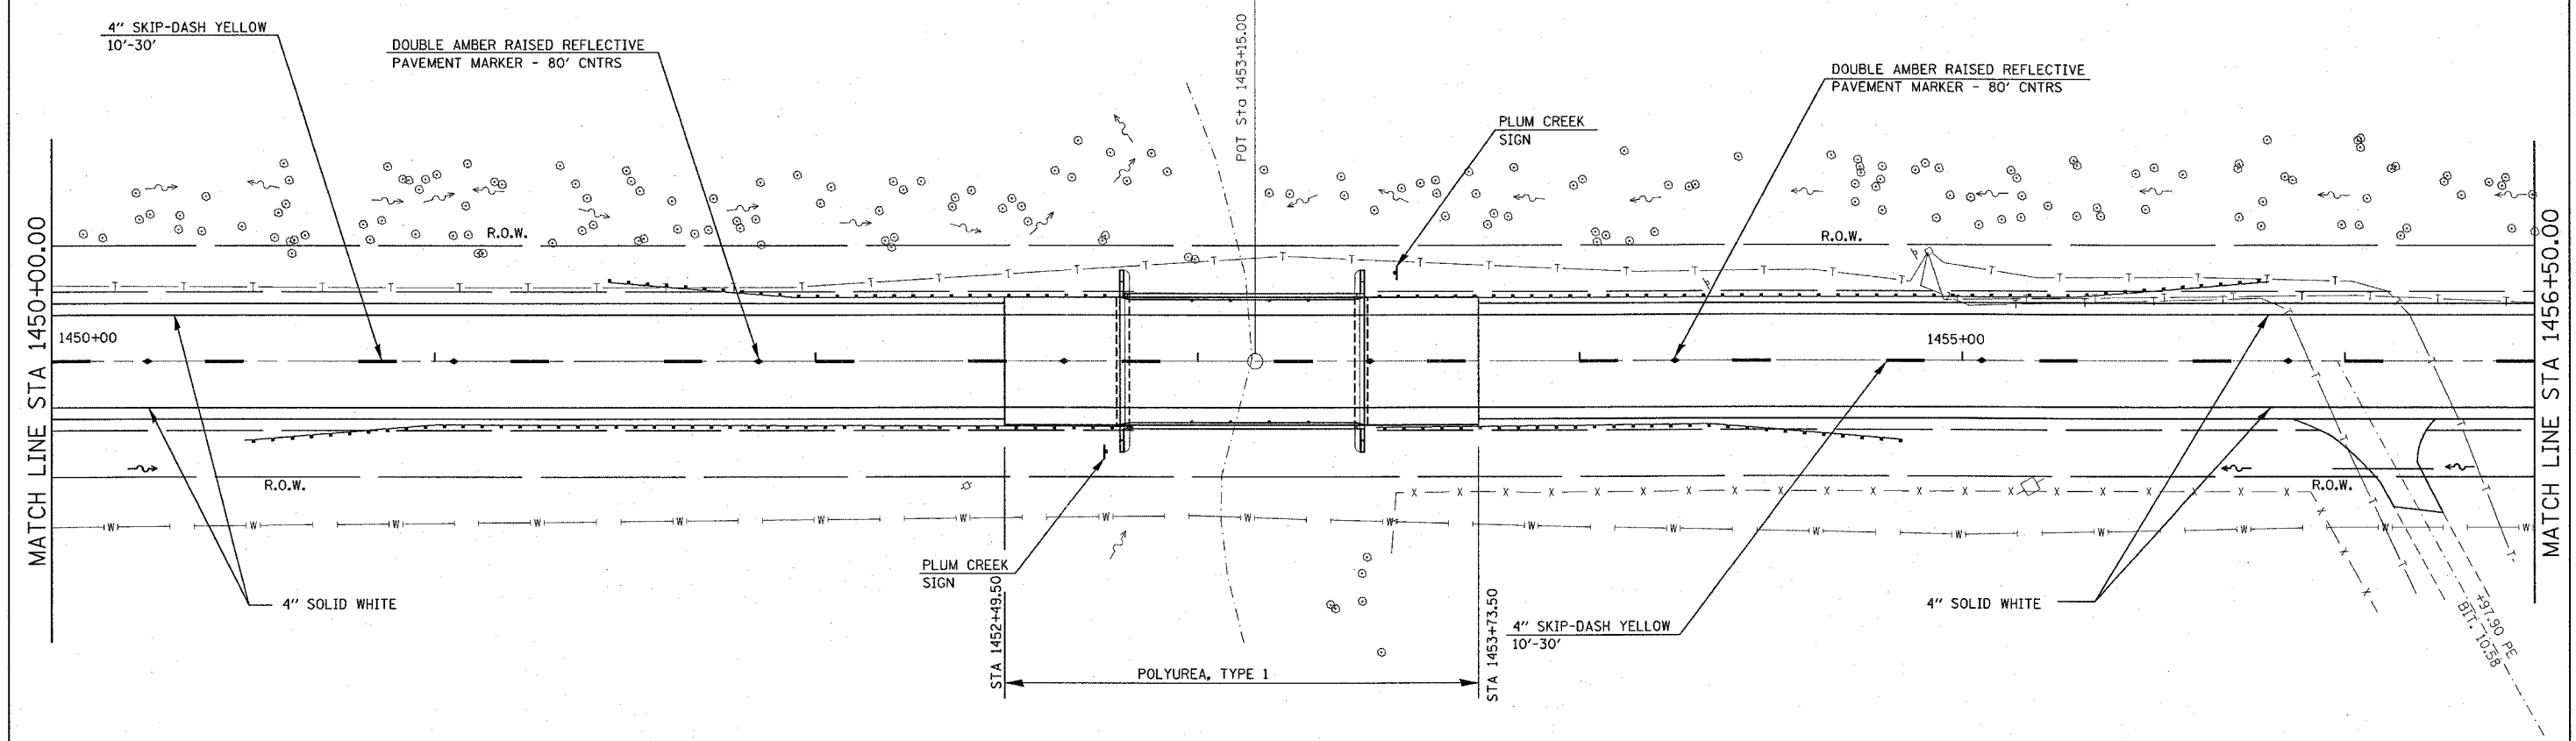 4" SKIP-DASH YELLOW
10'-30'
DOUBLE AMBER RAISED REFLECTIVE
PAVEMENT MARKER - 80' CNTRS
POT Sta 1453+15.00
DOUBLE AMBER RAISED REFLECTIVE
PAVEMENT MARKER - 80' CNTRS
PLUM CREEK
SIGN
R.O.W.
R.O.W.
MATCH LINE STA 1450+00.00
MATCH LINE STA 1456+50.00
1450+00
1455+00
R.O.W.
R.O.W.
PLUM CREEK
SIGN
4" SOLID WHITE
STA 1452+49.50
POLYUREA, TYPE 1
STA 1453+73.50
4" SKIP-DASH YELLOW
10'-30'
4" SOLID WHITE
+97.90 PE
BIT. 10.58